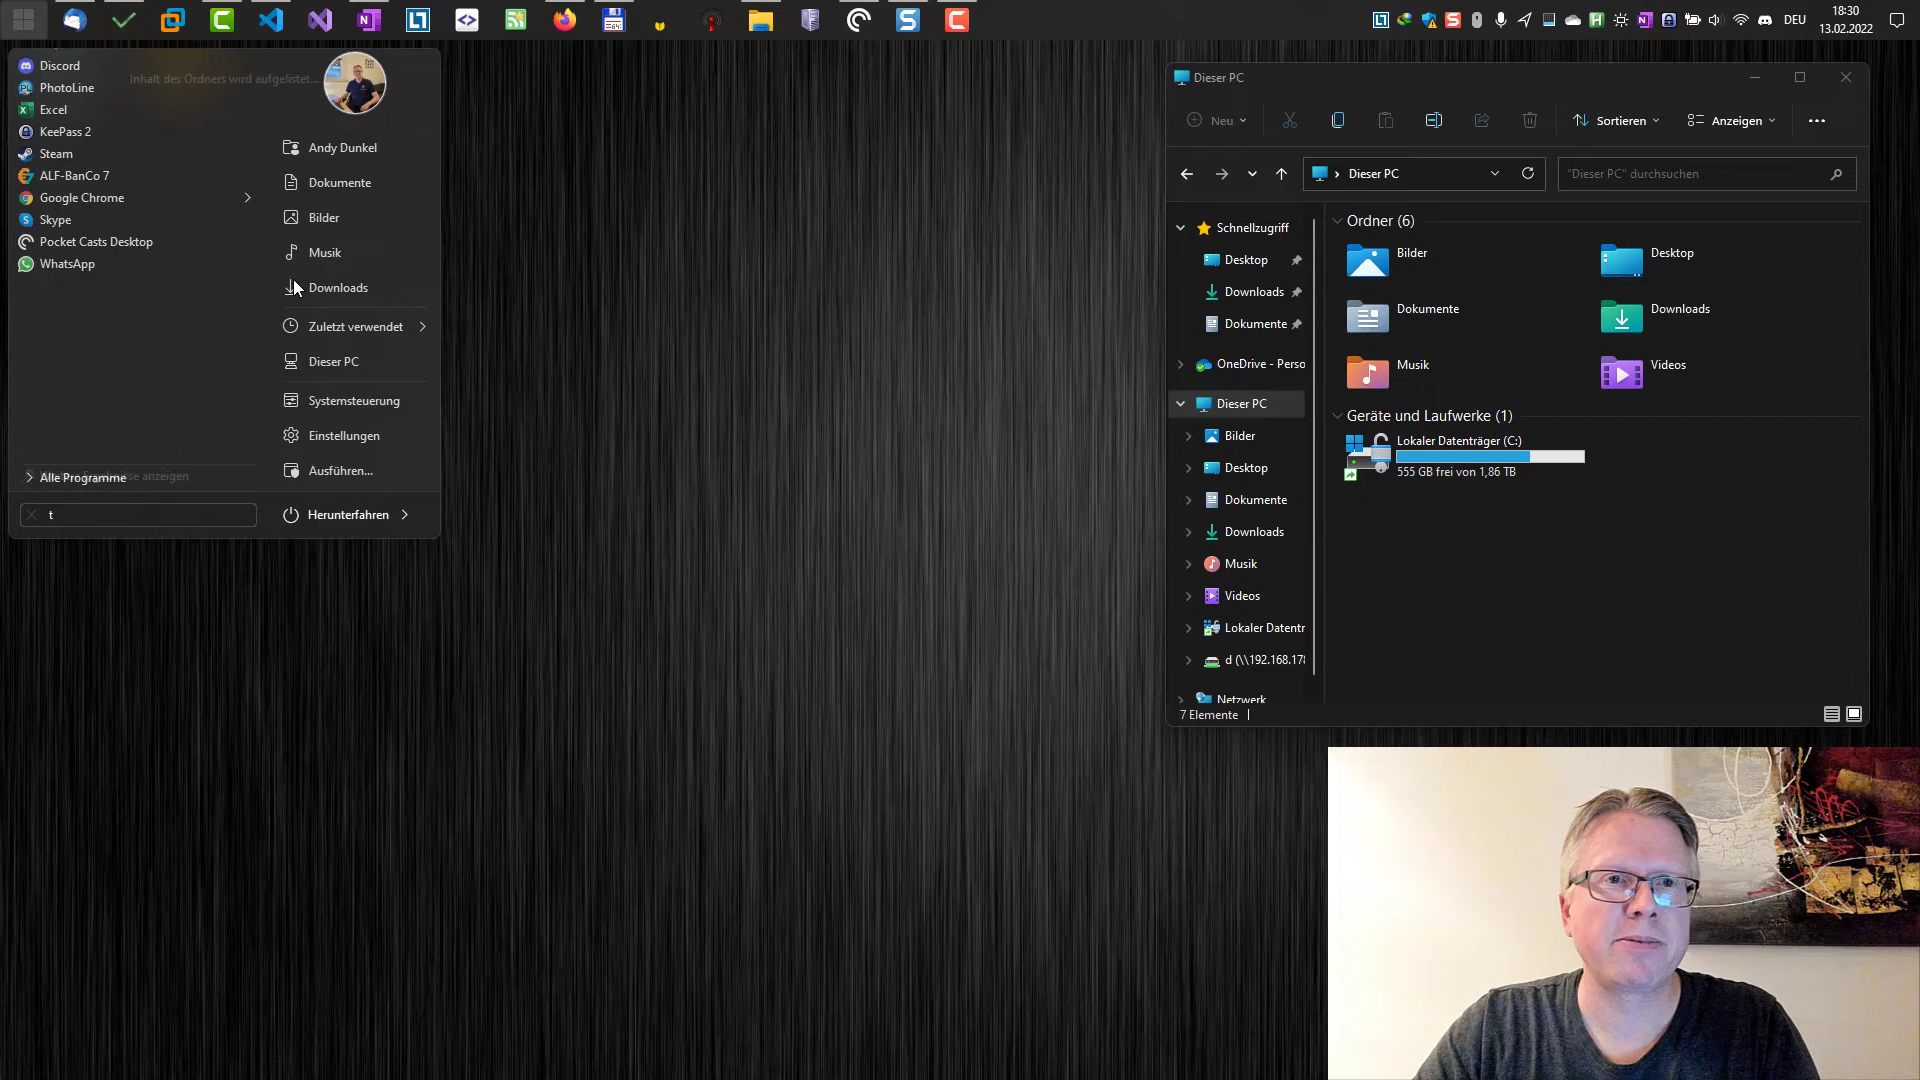 18:30
DEU
13.02.2022
Discord
Inhalt des Ordners wird aufgelistet...
PhotoLine
Excel
KeePass 2
Steam
ALF-BanCo 7
Google Chrome
Skype
Pocket Casts Desktop
WhatsApp
Alle Programme
anzeigen
t
Andy Dunkel
Dokumente
Bilder
Musik
Downloads
Zuletzt verwendet
Dieser PC
Systemsteuerung
Einstellungen
Ausführen...
Herunterfahren
Dieser PC
Neu
Sortieren
Anzeigen
Dieser PC
"Dieser PC" durchsuchen
Schnellzugriff
Desktop
Downloads
Dokumente
OneDrive - Perso
Dieser PC
Bilder
Desktop
Dokumente
Downloads
Musik
Videos
Lokaler Datentr
d (\\192.168.178
Netzwerk
Ordner (6)
Bilder
Desktop
Dokumente
Downloads
Musik
Videos
Geräte und Laufwerke (1)
Lokaler Datenträger (C:)
555 GB frei von 1,86 TB
7 Elemente